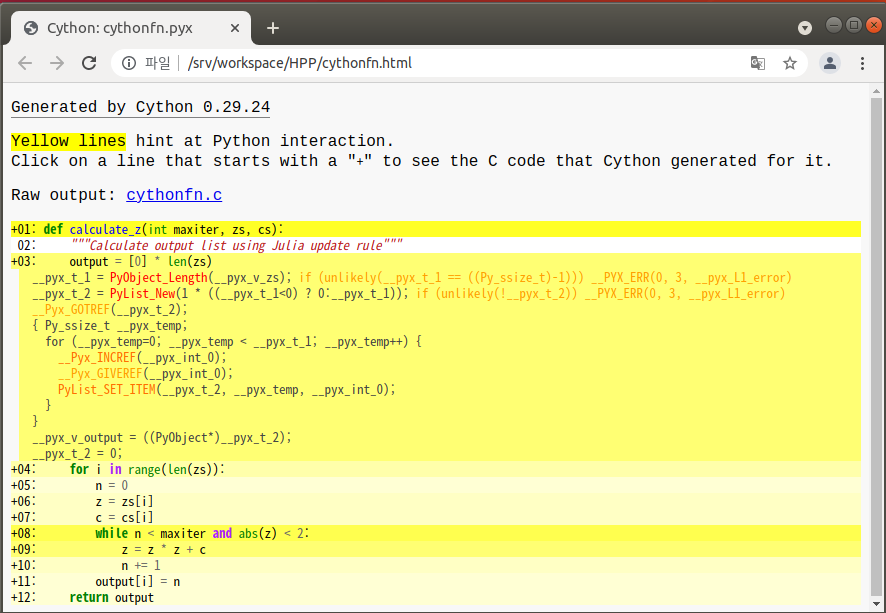 Cython: cythonfn.pyx
파일 /srv/workspace/HPP/cythonfn.html
Generated by Cython 0.29.24
Yellow lines hint at Python interaction.
Click on a line that starts with a "+" to see the C code that Cython generated for it.
Raw output: cythonfn.c
+01: def calculate_z(int maxiter, zs, cs):
 02:     """Calculate output list using Julia update rule"""
+03:     output = [0] * len(zs)
  __pyx_t_1 = PyObject_Length(__pyx_v_zs); if (unlikely(__pyx_t_1 == ((Py_ssize_t)-1))) __PYX_ERR(0, 3, __pyx_L1_error)
  __pyx_t_2 = PyList_New(1 * ((__pyx_t_1<0) ? 0:__pyx_t_1)); if (unlikely(!__pyx_t_2)) __PYX_ERR(0, 3, __pyx_L1_error)
  __Pyx_GOTREF(__pyx_t_2);
  { Py_ssize_t __pyx_temp;
    for (__pyx_temp=0; __pyx_temp < __pyx_t_1; __pyx_temp++) {
      __Pyx_INCREF(__pyx_int_0);
      __Pyx_GIVEREF(__pyx_int_0);
      PyList_SET_ITEM(__pyx_t_2, __pyx_temp, __pyx_int_0);
    }
  }
  __pyx_v_output = ((PyObject*)__pyx_t_2);
  __pyx_t_2 = 0;
+04:     for i in range(len(zs)):
+05:         n = 0
+06:         z = zs[i]
+07:         c = cs[i]
+08:         while n < maxiter and abs(z) < 2:
+09:             z = z * z + c
+10:             n += 1
+11:         output[i] = n
+12:     return output